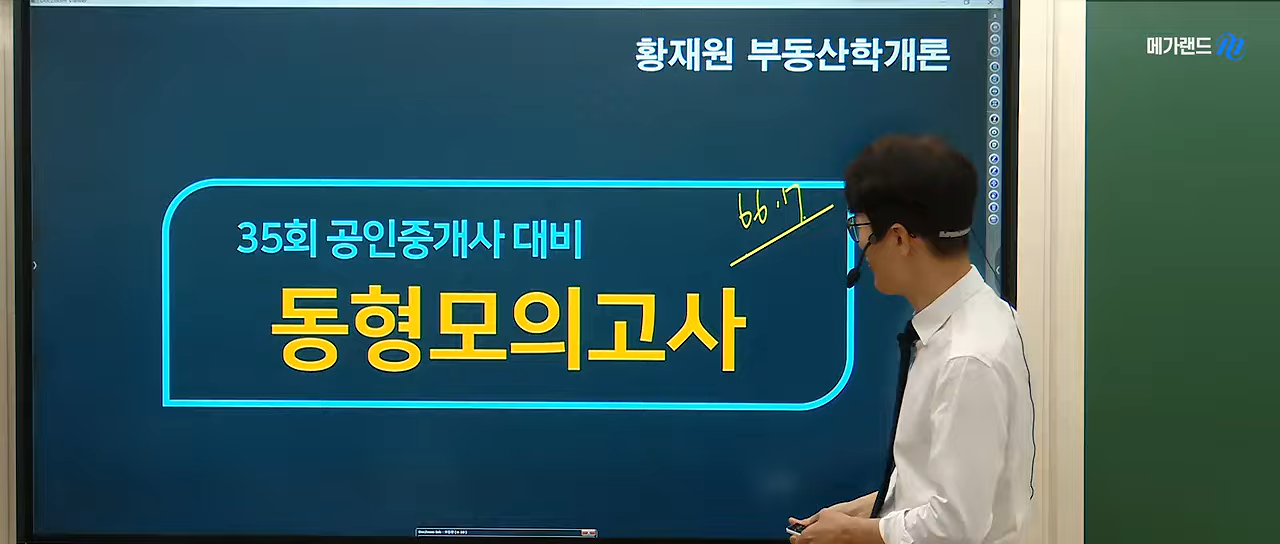 황재원 부동산학개론
메가랜드
66.17
35회 공인중개사 대비
동형모의고사